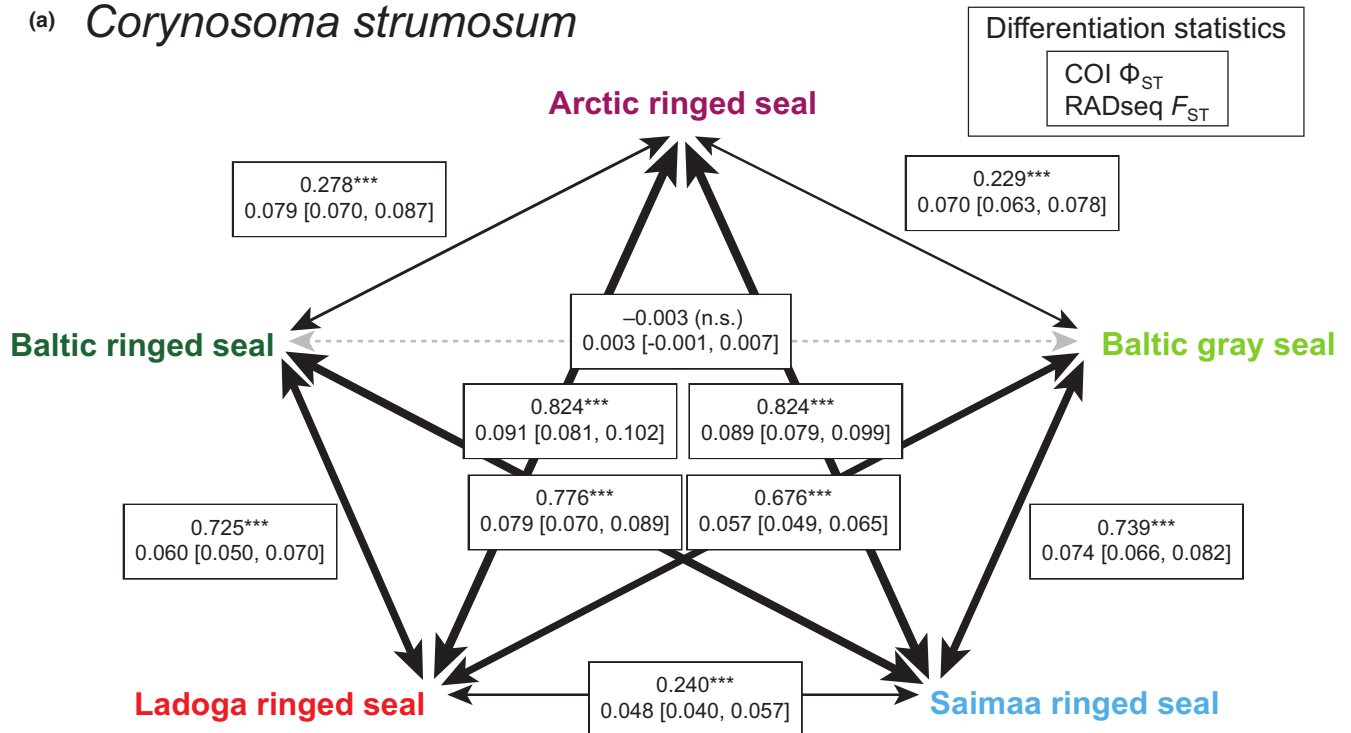 (a) Corynosoma strumosum
Differentiation statistics
COI ΦST
RADseq FST
Arctic ringed seal
0.278***
0.079 [0.070, 0.087]
0.229***
0.070 [0.063, 0.078]
–0.003 (n.s.)
0.003 [-0.001, 0.007]
Baltic ringed seal
Baltic gray seal
0.824***
0.091 [0.081, 0.102]
0.824***
0.089 [0.079, 0.099]
0.776***
0.079 [0.070, 0.089]
0.676***
0.057 [0.049, 0.065]
0.725***
0.060 [0.050, 0.070]
0.739***
0.074 [0.066, 0.082]
Ladoga ringed seal
0.240***
0.048 [0.040, 0.057]
Saimaa ringed seal